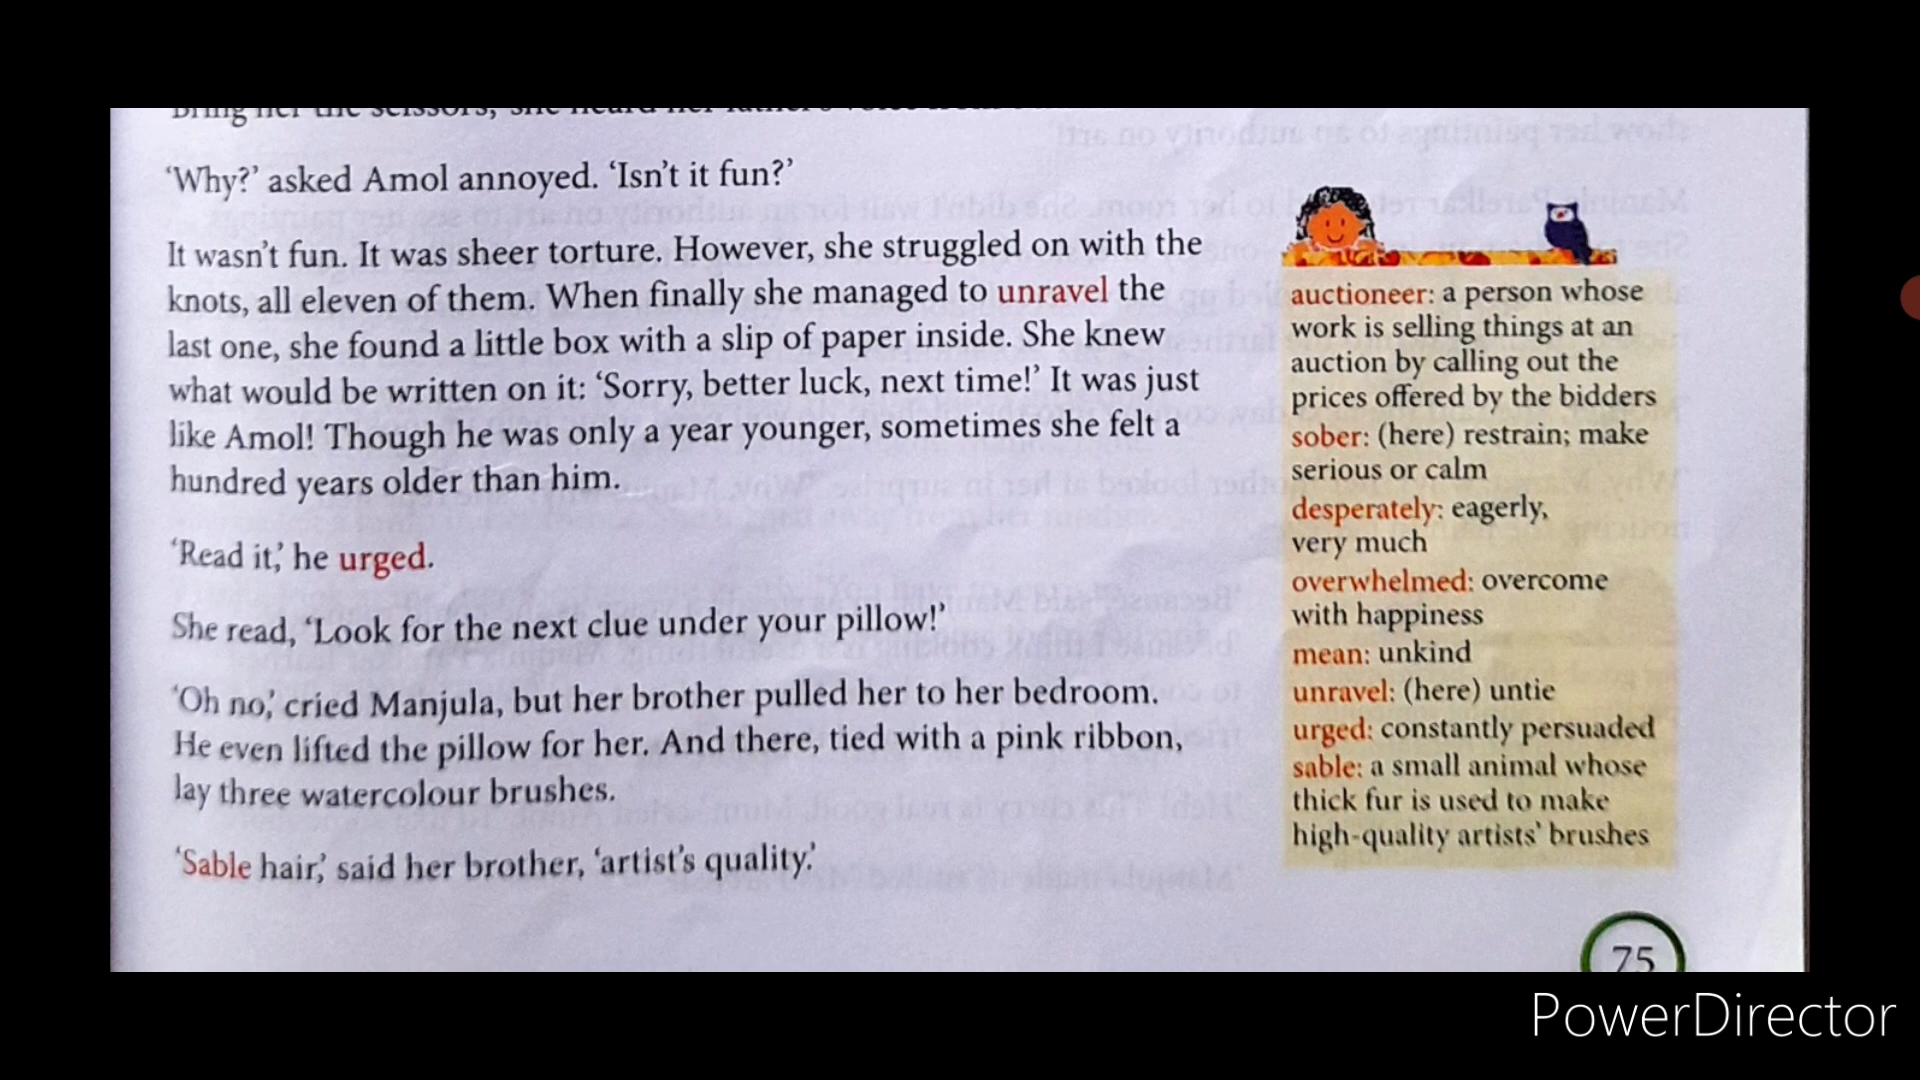 'Why?' asked Amol annoyed. 'Isn't it fun?'
It wasn't fun. It was sheer torture. However, she struggled on with the
knots, all eleven of them. When finally she managed to unravel the
last one, she found a little box with a slip of paper inside. She knew
what would be written on it: 'Sorry, better luck, next time!' It was just
like Amol! Though he was only a year younger, sometimes she felt a
hundred years older than him.
'Read it,' he urged.
She read, 'Look for the next clue under your pillow!'
'Oh no,' cried Manjula, but her brother pulled her to her bedroom.
He even lifted the pillow for her. And there, tied with a pink ribbon,
lay three watercolour brushes.
'Sable hair,' said her brother, 'artist's quality.'
auctioneer: a person whose
work is selling things at an
auction by calling out the
prices offered by the bidders
sober: (here) restrain; make
serious or calm
desperately: eagerly,
very much
overwhelmed: overcome
with happiness
mean: unkind
unravel: (here) untie
urged: constantly persuaded
sable: a small animal whose
thick fur is used to make
high-quality artists' brushes
75
PowerDirector